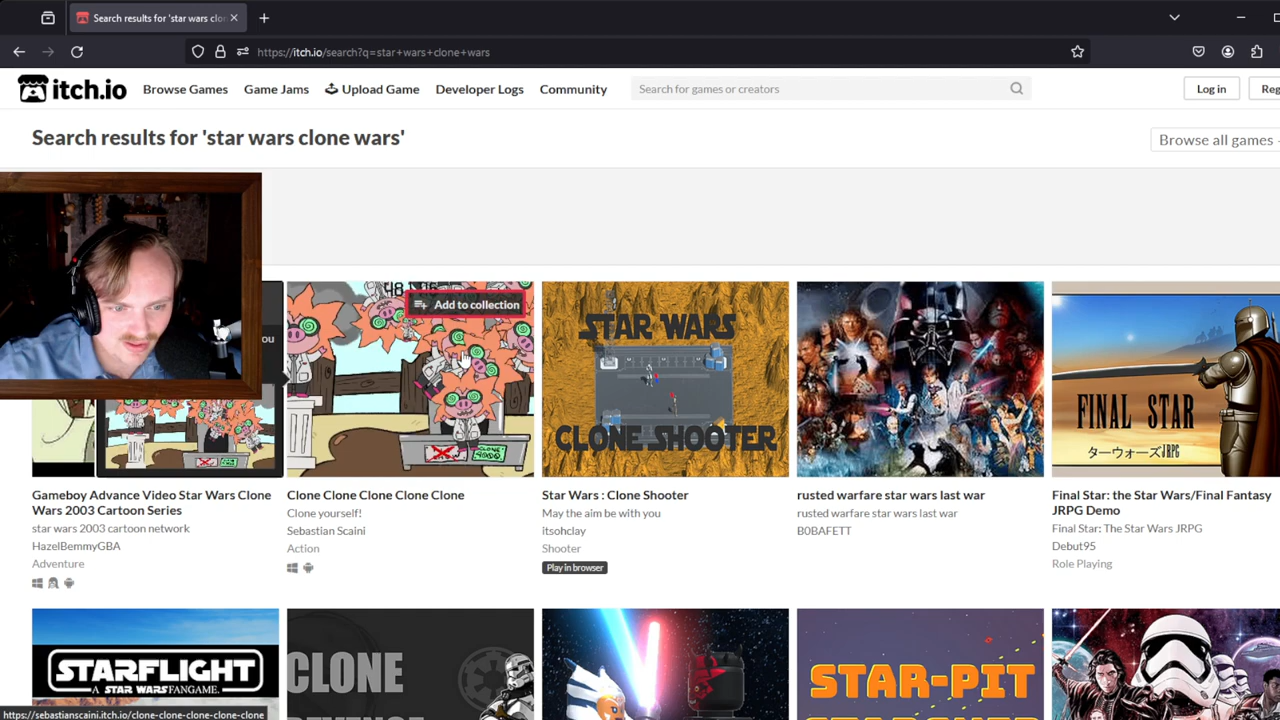 Search results for 'star wars clon
https://itch.io/search?q=star+wars+clone+wars
itch.io
Browse Games
Game Jams
Upload Game
Developer Logs
Community
Search for games or creators
Log in
Reg
Search results for 'star wars clone wars'
Browse all games
ou
48
Add to collection
CLONE
STAR WARS
CLONE SHOOTER
FINAL STAR
ターウォーズJRPG
Gameboy Advance Video Star Wars Clone
Wars 2003 Cartoon Series
star wars 2003 cartoon network
HazelBemmyGBA
Adventure
Clone Clone Clone Clone Clone
Clone yourself!
Sebastian Scaini
Action
Star Wars : Clone Shooter
May the aim be with you
itsohclay
Shooter
Play in browser
rusted warfare star wars last war
rusted warfare star wars last war
B0BAFETT
Final Star: the Star Wars/Final Fantasy
JRPG Demo
Final Star: The Star Wars JRPG
Debut95
Role Playing
STARFLIGHT
A STAR WARS FANGAME.
CLONE
REVENGE
STAR-PIT
STARCHER
https://sebastianscaini.itch.io/clone-clone-clone-clone-clone